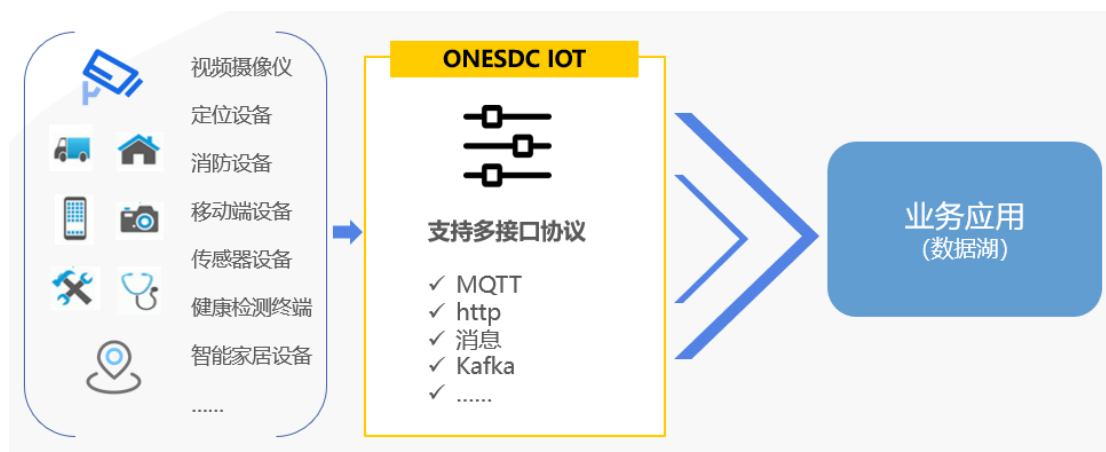 视频摄像仪
定位设备
消防设备
移动端设备
传感器设备
健康检测终端
智能家居设备
......
ONESDC IOT
支持多接口协议
✓ MQTT
✓ http
✓ 消息
✓ Kafka
✓ ......
业务应用
(数据湖)